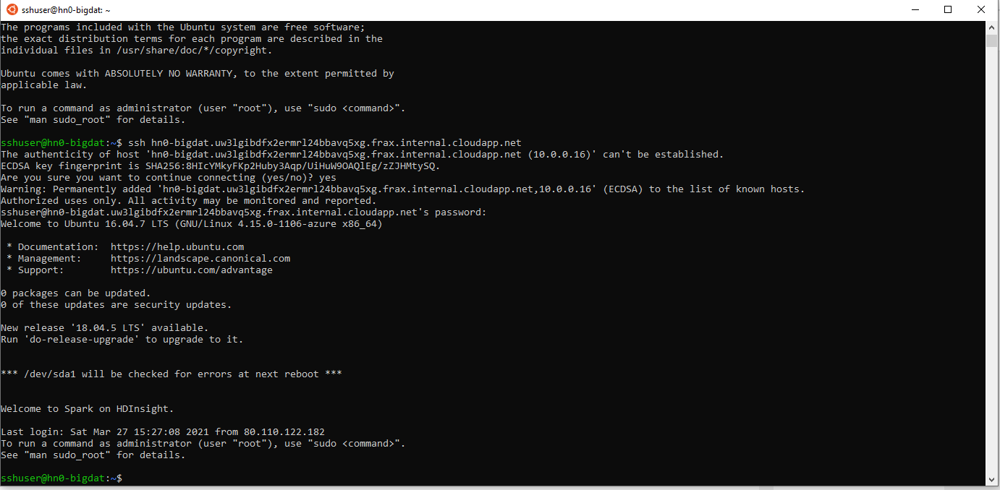 sshuser@hn0-bigdat: ~
The programs included with the Ubuntu system are free software;
the exact distribution terms for each program are described in the
individual files in /usr/share/doc/*/copyright.
Ubuntu comes with ABSOLUTELY NO WARRANTY, to the extent permitted by
applicable law.
To run a command as administrator (user "root"), use "sudo <command>".
See "man sudo_root" for details.
sshuser@hn0-bigdat:~$ ssh hn0-bigdat.uw3lgibdfx2ermrl24bbavq5xg.frax.internal.cloudapp.net
The authenticity of host 'hn0-bigdat.uw3lgibdfx2ermrl24bbavq5xg.frax.internal.cloudapp.net (10.0.0.16)' can't be established.
ECDSA key fingerprint is SHA256:8HIcYMkyFKp2Huby3Aqp/UiHuW9OAQlEg/zZJHMtySQ.
Are you sure you want to continue connecting (yes/no)? yes
Warning: Permanently added 'hn0-bigdat.uw3lgibdfx2ermrl24bbavq5xg.frax.internal.cloudapp.net,10.0.0.16' (ECDSA) to the list of known hosts.
Authorized uses only. All activity may be monitored and reported.
sshuser@hn0-bigdat.uw3lgibdfx2ermrl24bbavq5xg.frax.internal.cloudapp.net's password:
Welcome to Ubuntu 16.04.7 LTS (GNU/Linux 4.15.0-1106-azure x86_64)
* Documentation:  https://help.ubuntu.com
* Management:     https://landscape.canonical.com
* Support:        https://ubuntu.com/advantage
0 packages can be updated.
0 of these updates are security updates.
New release '18.04.5 LTS' available.
Run 'do-release-upgrade' to upgrade to it.
*** /dev/sda1 will be checked for errors at next reboot ***
Welcome to Spark on HDInsight.
Last login: Sat Mar 27 15:27:08 2021 from 80.110.122.182
To run a command as administrator (user "root"), use "sudo <command>".
See "man sudo_root" for details.
sshuser@hn0-bigdat:~$